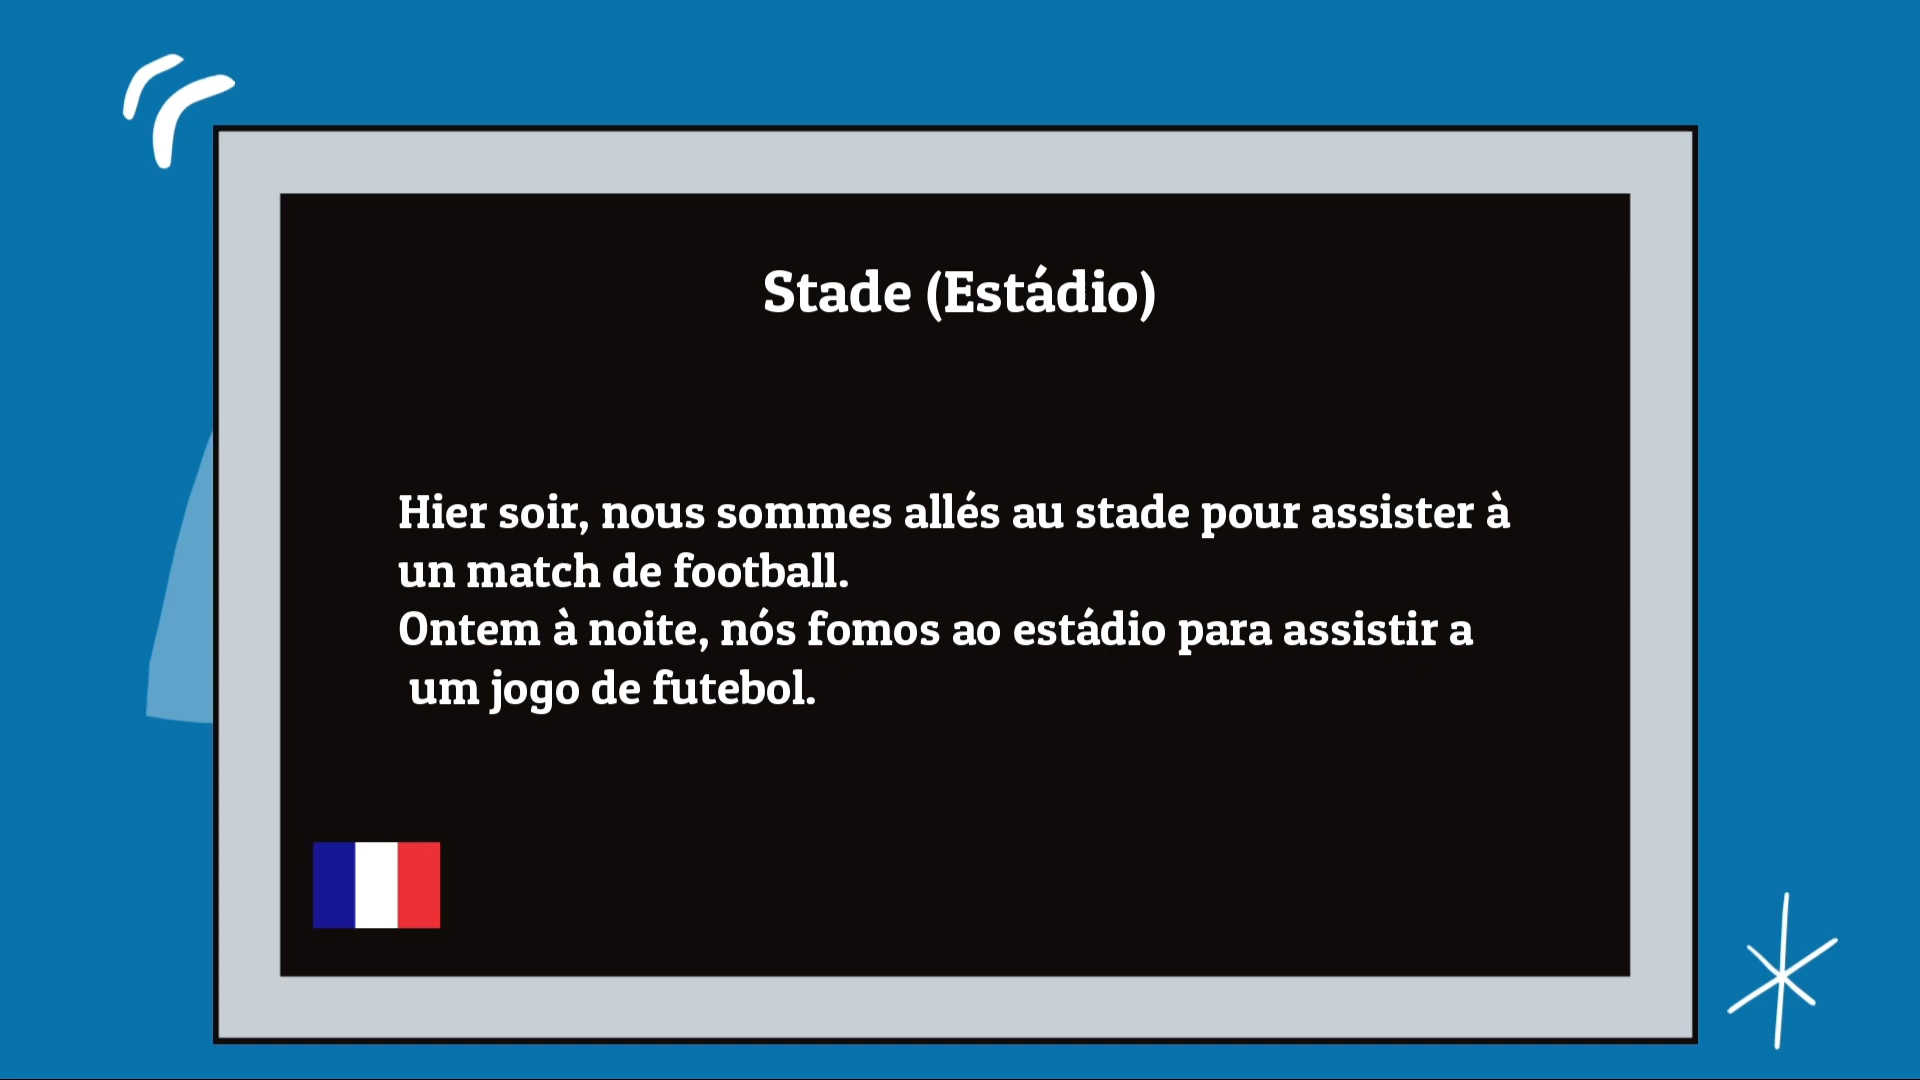 Stade (Estádio)
Hier soir, nous sommes allés au stade pour assister à
un match de football.
Ontem à noite, nós fomos ao estádio para assistir a
um jogo de futebol.